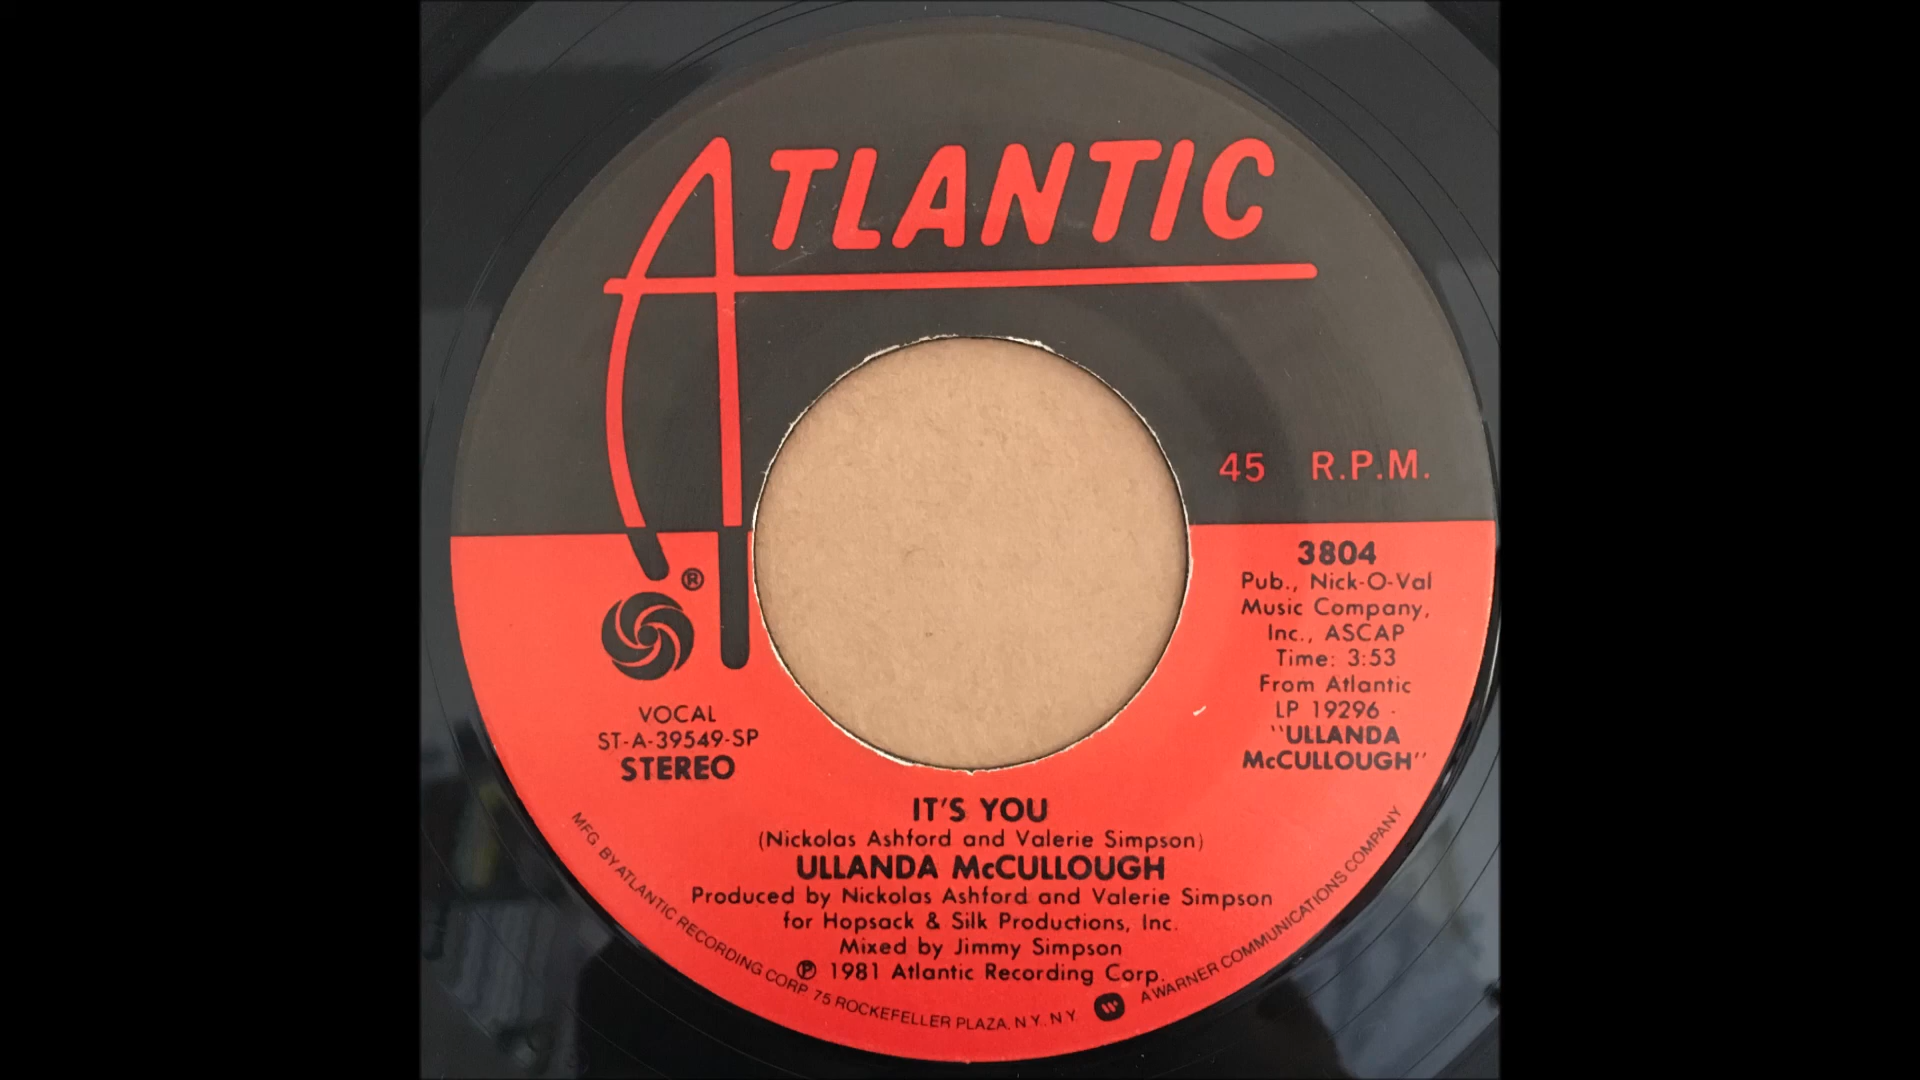 ATLANTIC
45 R.P.M.
®
VOCAL
ST-A-39549-SP
STEREO
3804
Pub., Nick-O-Val
Music Company,
Inc., ASCAP
Time: 3:53
From Atlantic
LP 19296
"ULLANDA
McCULLOUGH"
IT'S YOU
(Nickolas Ashford and Valerie Simpson)
ULLANDA McCULLOUGH
Produced by Nickolas Ashford and Valerie Simpson
for Hopsack & Silk Productions, Inc.
Mixed by Jimmy Simpson
℗ 1981 Atlantic Recording Corp.
MFG. BY ATLANTIC RECORDING CORP. 75 ROCKEFELLER PLAZA, N.Y., N.Y. W A WARNER COMMUNICATIONS COMPANY